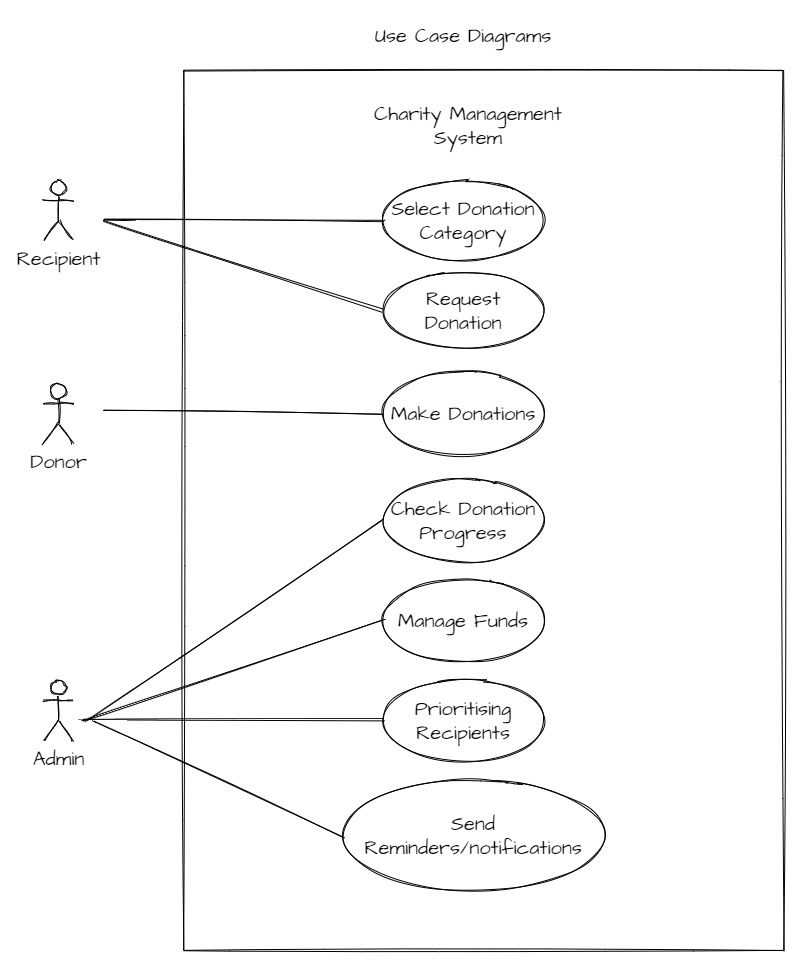 Use Case Diagrams
Charity Management
System
Select Donation
Category
Recipient
Request
Donation
Make Donations
Donor
Check Donation
Progress
Manage Funds
Prioritising
Recipients
Admin
Send
Reminders/notifications